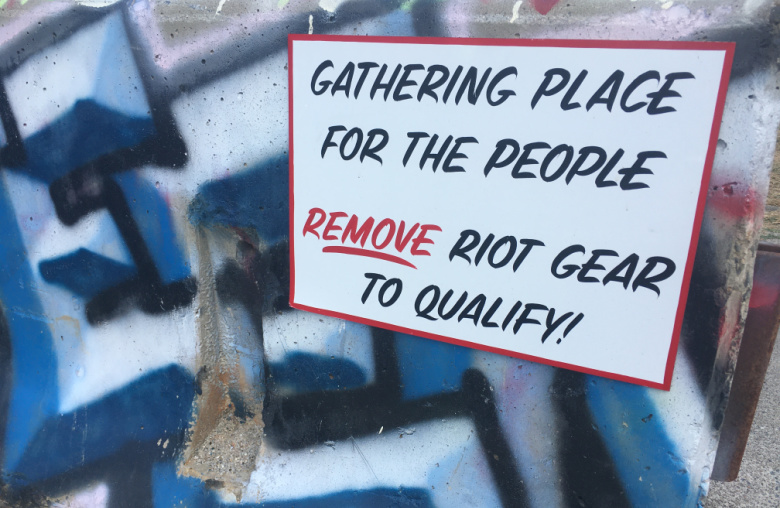 GATHERING PLACE
FOR THE PEOPLE
REMOVE RIOT GEAR
TO QUALIFY!